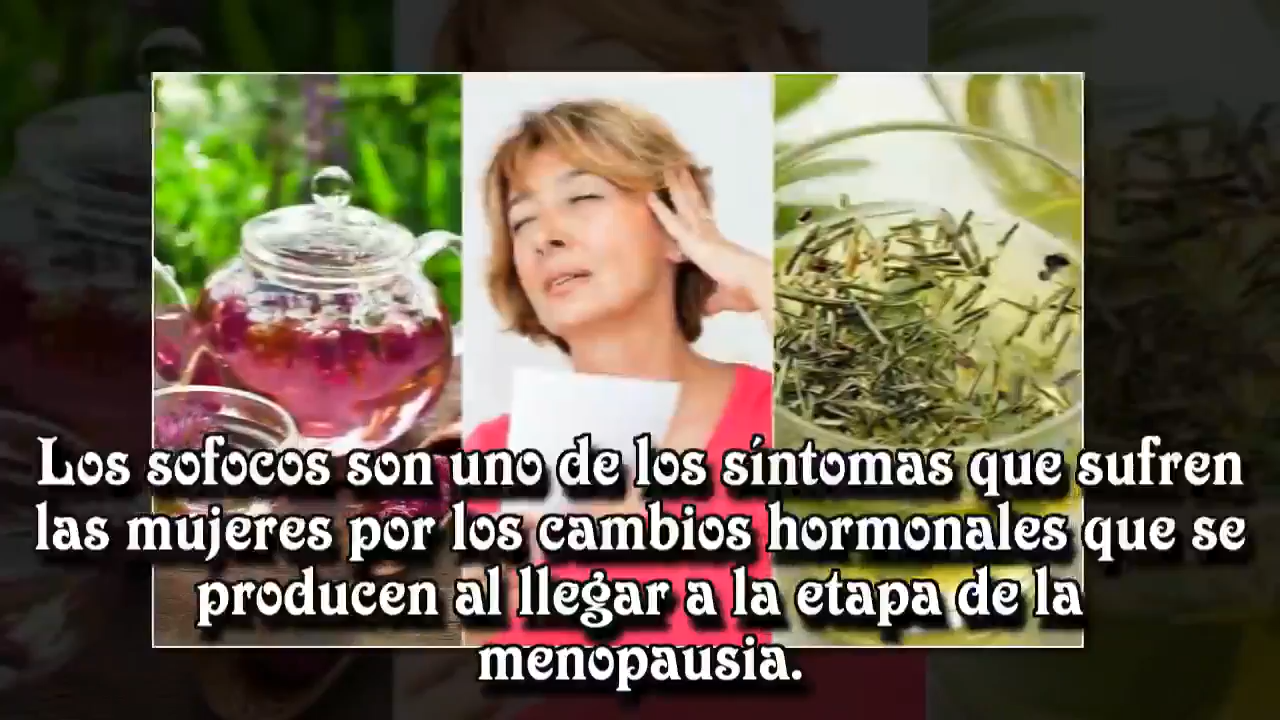 Los sofocos son uno de los síntomas que sufren
las mujeres por los cambios hormonales que se
producen al llegar a la etapa de la
menopausia.